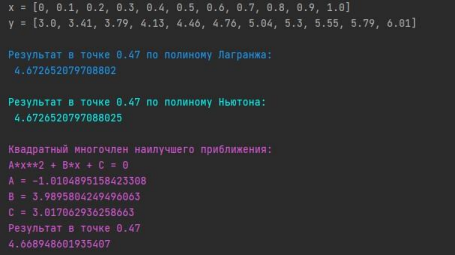 x = [0, 0.1, 0.2, 0.3, 0.4, 0.5, 0.6, 0.7, 0.8, 0.9, 1.0]
y = [3.0, 3.41, 3.79, 4.13, 4.46, 4.76, 5.04, 5.3, 5.55, 5.79, 6.01]
Результат в точке 0.47 по полиному Лагранжа:
4.672652079708802
Результат в точке 0.47 по полиному Ньютона:
4.6726520797088025
Квадратный многочлен наилучшего приближения:
A*x**2 + B*x + C = 0
A = -1.0104895158423308
B = 3.9895804249496063
C = 3.017062936258663
Результат в точке 0.47
4.668948601935407